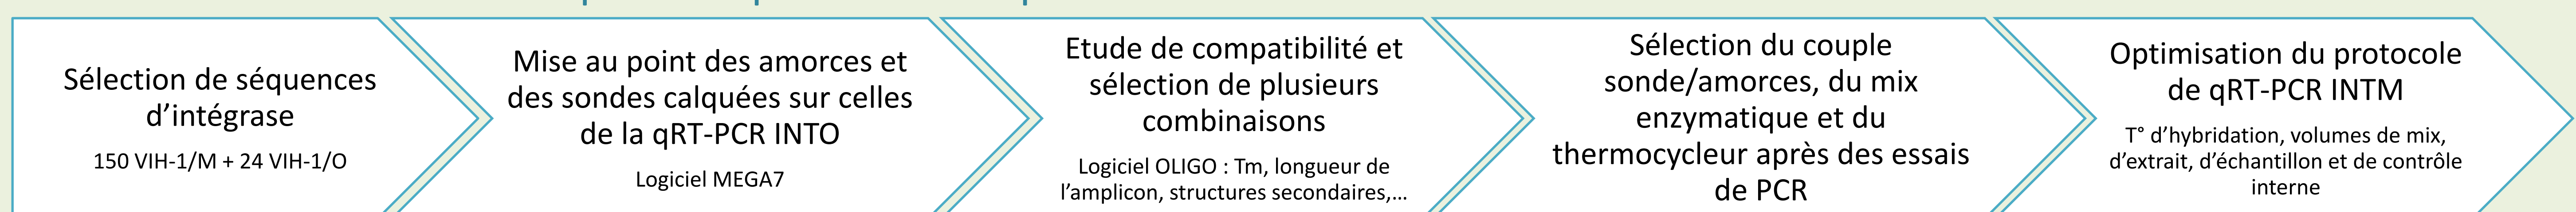 Sélection de séquences
d’intégrase
150 VIH-1/M + 24 VIH-1/O
Mise au point des amorces et
des sondes calquées sur celles
de la qRT-PCR INTO
Logiciel MEGA7
Etude de compatibilité et
sélection de plusieurs
combinaisons
Logiciel OLIGO : Tm, longueur de
l’amplicon, structures secondaires,…
Sélection du couple
sonde/amorces, du mix
enzymatique et du
thermocycleur après des essais
de PCR
Optimisation du protocole
de qRT-PCR INTM
T° d’hybridation, volumes de mix,
d’extrait, d’échantillon et de contrôle
interne